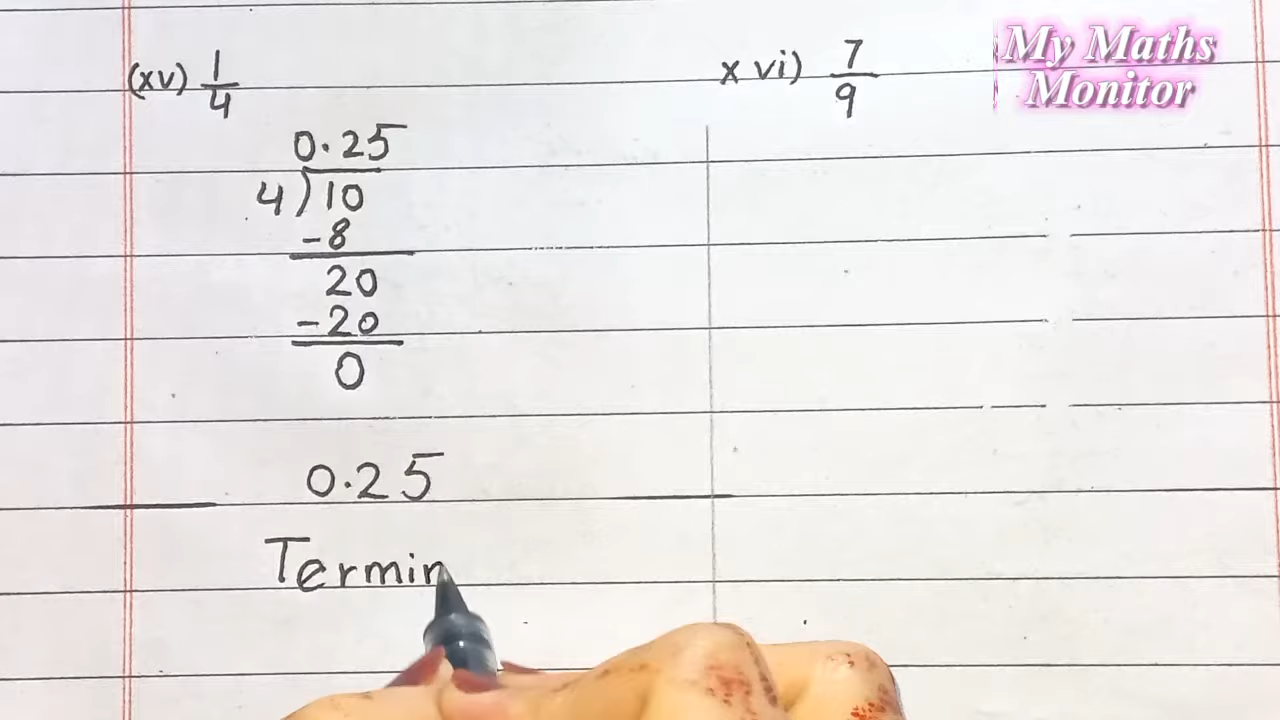 (xv) 1/4
0.25
4)10
-8
20
-20
0
0.25
Termin
x vi) 7/9
My Maths
Monitor